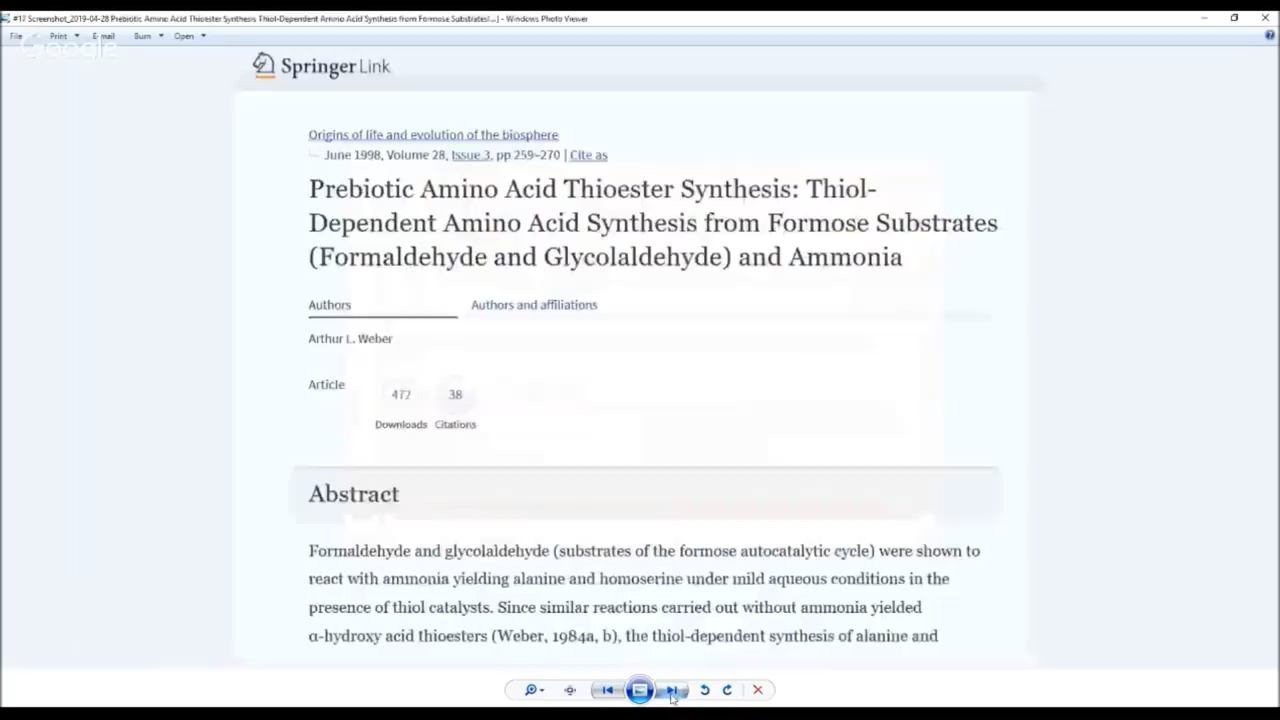 #17 Screenshot_2019-04-28 Prebiotic Amino Acid Thioester Synthesis Thiol-Dependent Amino Acid Synthesis from Formose Substrates(...) - Windows Photo Viewer
File Print E-mail Burn Open
Google
Springer Link
Origins of life and evolution of the biosphere
June 1998, Volume 28, Issue 3, pp 259–270 | Cite as
Prebiotic Amino Acid Thioester Synthesis: Thiol-
Dependent Amino Acid Synthesis from Formose Substrates
(Formaldehyde and Glycolaldehyde) and Ammonia
Authors Authors and affiliations
Arthur L. Weber
Article
472 38
Downloads Citations
Abstract
Formaldehyde and glycolaldehyde (substrates of the formose autocatalytic cycle) were shown to
react with ammonia yielding alanine and homoserine under mild aqueous conditions in the
presence of thiol catalysts. Since similar reactions carried out without ammonia yielded
α-hydroxy acid thioesters (Weber, 1984a, b), the thiol-dependent synthesis of alanine and